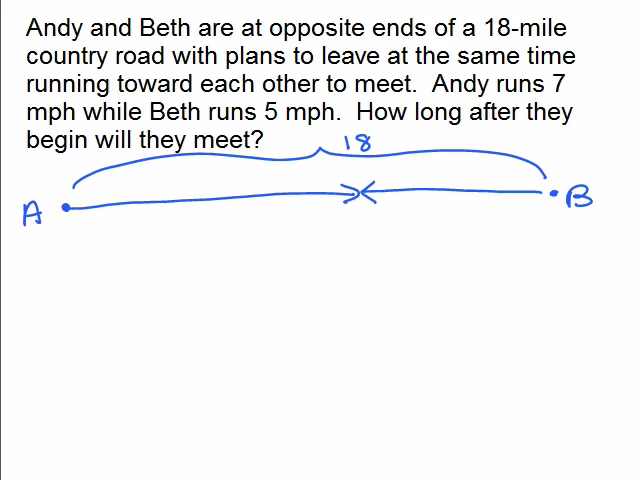 Andy and Beth are at opposite ends of a 18-mile
country road with plans to leave at the same time
running toward each other to meet.  Andy runs 7
mph while Beth runs 5 mph.  How long after they
begin will they meet?
18
A
B